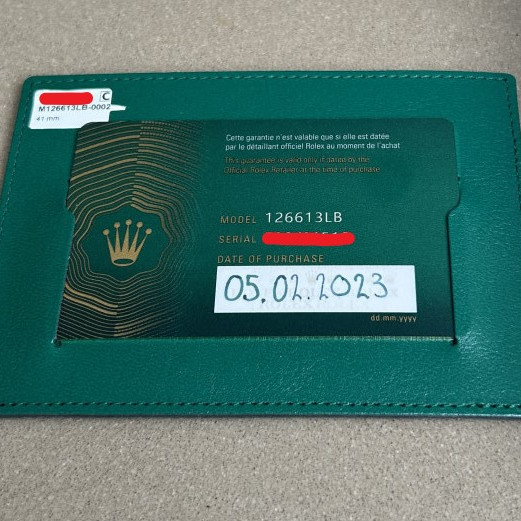 C
M126613LB-0002
41 mm
Cette garantie n'est valable que si elle est datée
par le détaillant officiel Rolex au moment de l'achat
This guarantee is valid only if dated by the
Official Rolex Retailer at the time of purchase
MODEL 126613LB
SERIAL
DATE OF PURCHASE
05.02.2023
dd.mm.yyyy